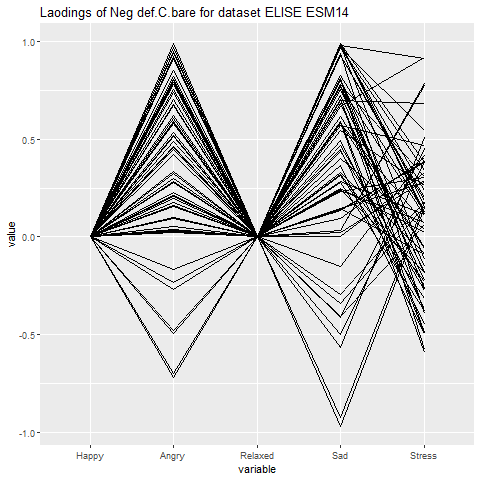 Laodings of Neg def.C.bare for dataset ELISE ESM14
1.0
0.5
0.0
-0.5
-1.0
value
Happy Angry Relaxed Sad Stress
variable